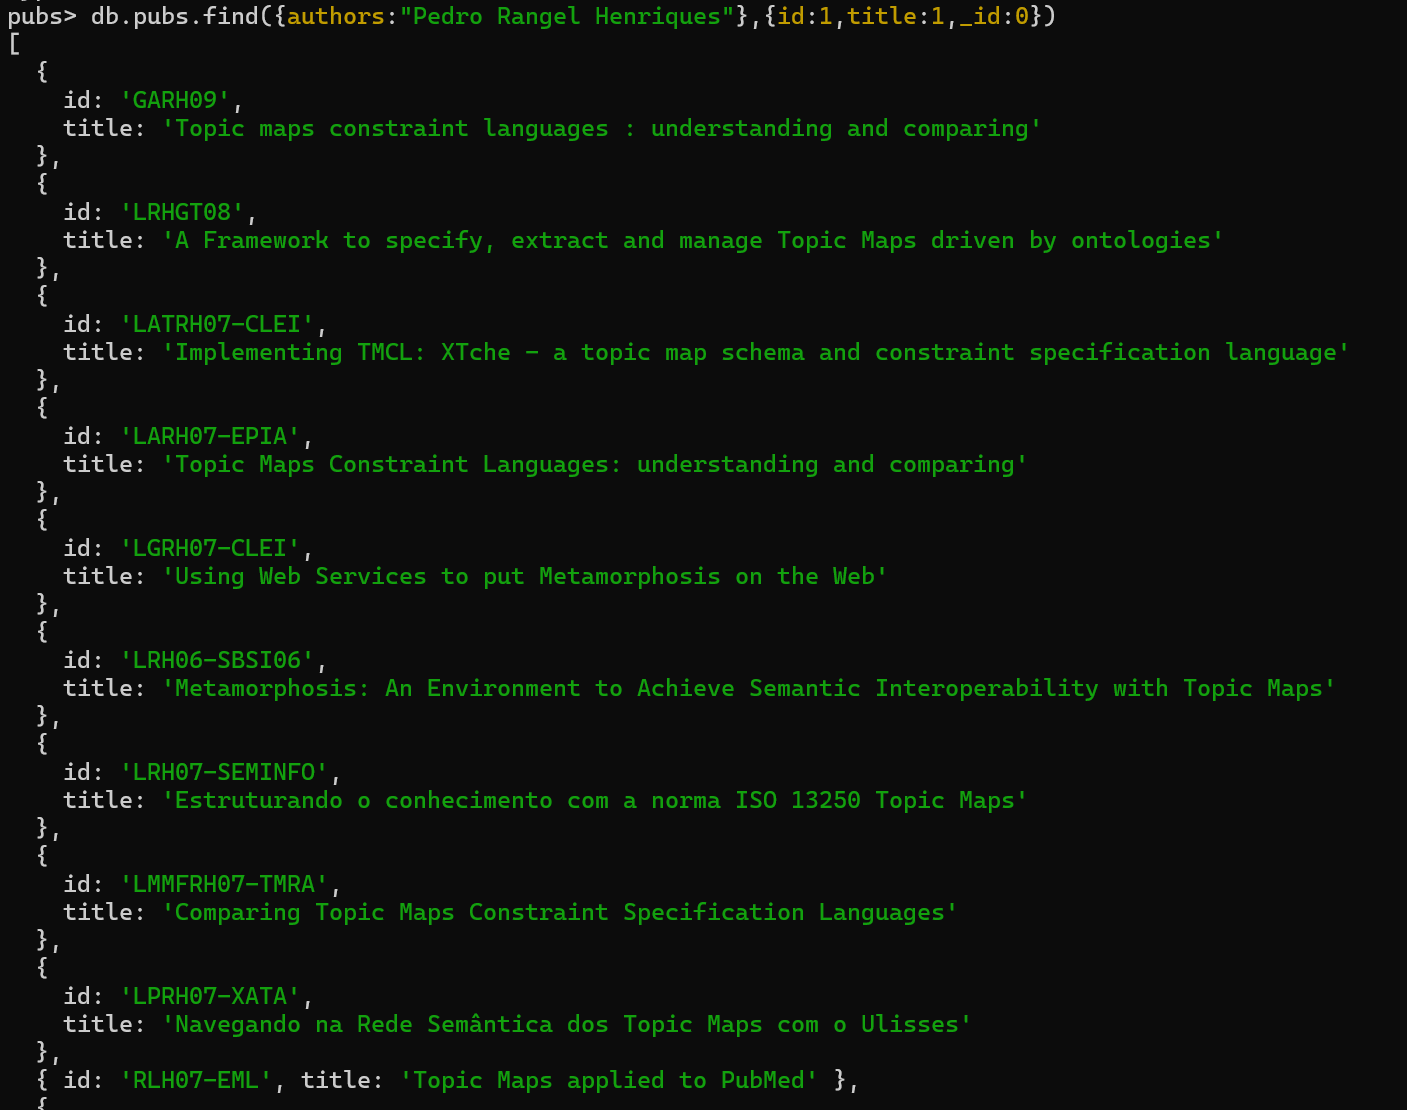 pubs> db.pubs.find({authors:"Pedro Rangel Henriques"},{id:1,title:1,_id:0})
[
  {
    id: 'GARH09',
    title: 'Topic maps constraint languages : understanding and comparing'
  },
  {
    id: 'LRHGT08',
    title: 'A Framework to specify, extract and manage Topic Maps driven by ontologies'
  },
  {
    id: 'LATRH07-CLEI',
    title: 'Implementing TMCL: XTche - a topic map schema and constraint specification language'
  },
  {
    id: 'LARH07-EPIA',
    title: 'Topic Maps Constraint Languages: understanding and comparing'
  },
  {
    id: 'LGRH07-CLEI',
    title: 'Using Web Services to put Metamorphosis on the Web'
  },
  {
    id: 'LRH06-SBSI06',
    title: 'Metamorphosis: An Environment to Achieve Semantic Interoperability with Topic Maps'
  },
  {
    id: 'LRH07-SEMINFO',
    title: 'Estruturando o conhecimento com a norma ISO 13250 Topic Maps'
  },
  {
    id: 'LMMFRH07-TMRA',
    title: 'Comparing Topic Maps Constraint Specification Languages'
  },
  {
    id: 'LPRH07-XATA',
    title: 'Navegando na Rede Semântica dos Topic Maps com o Ulisses'
  },
  { id: 'RLH07-EML', title: 'Topic Maps applied to PubMed' },
  {